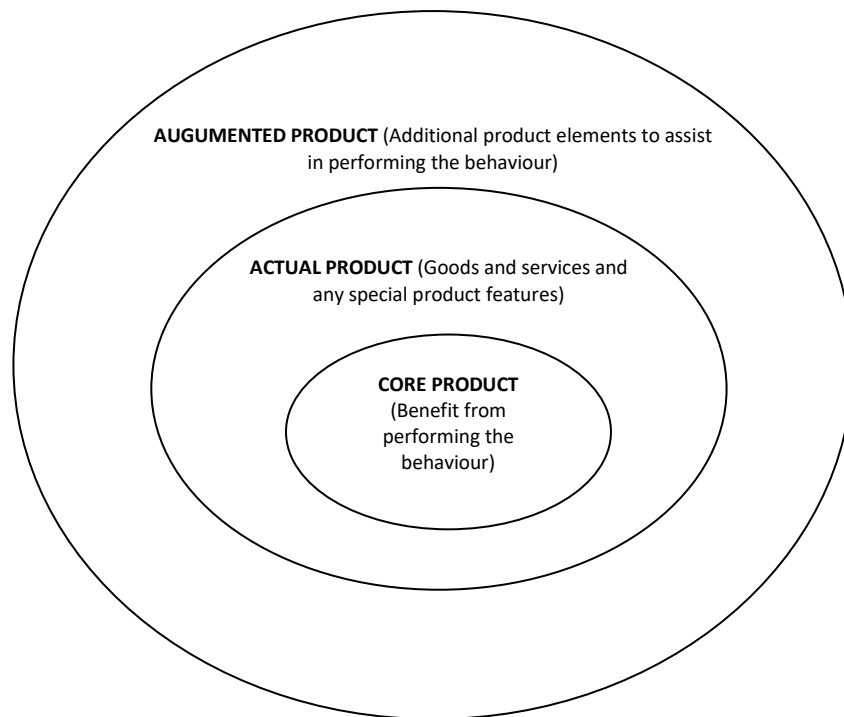 AUGUMENTED PRODUCT (Additional product elements to assist
in performing the behaviour)
ACTUAL PRODUCT (Goods and services and
any special product features)
CORE PRODUCT
(Benefit from
performing the
behaviour)